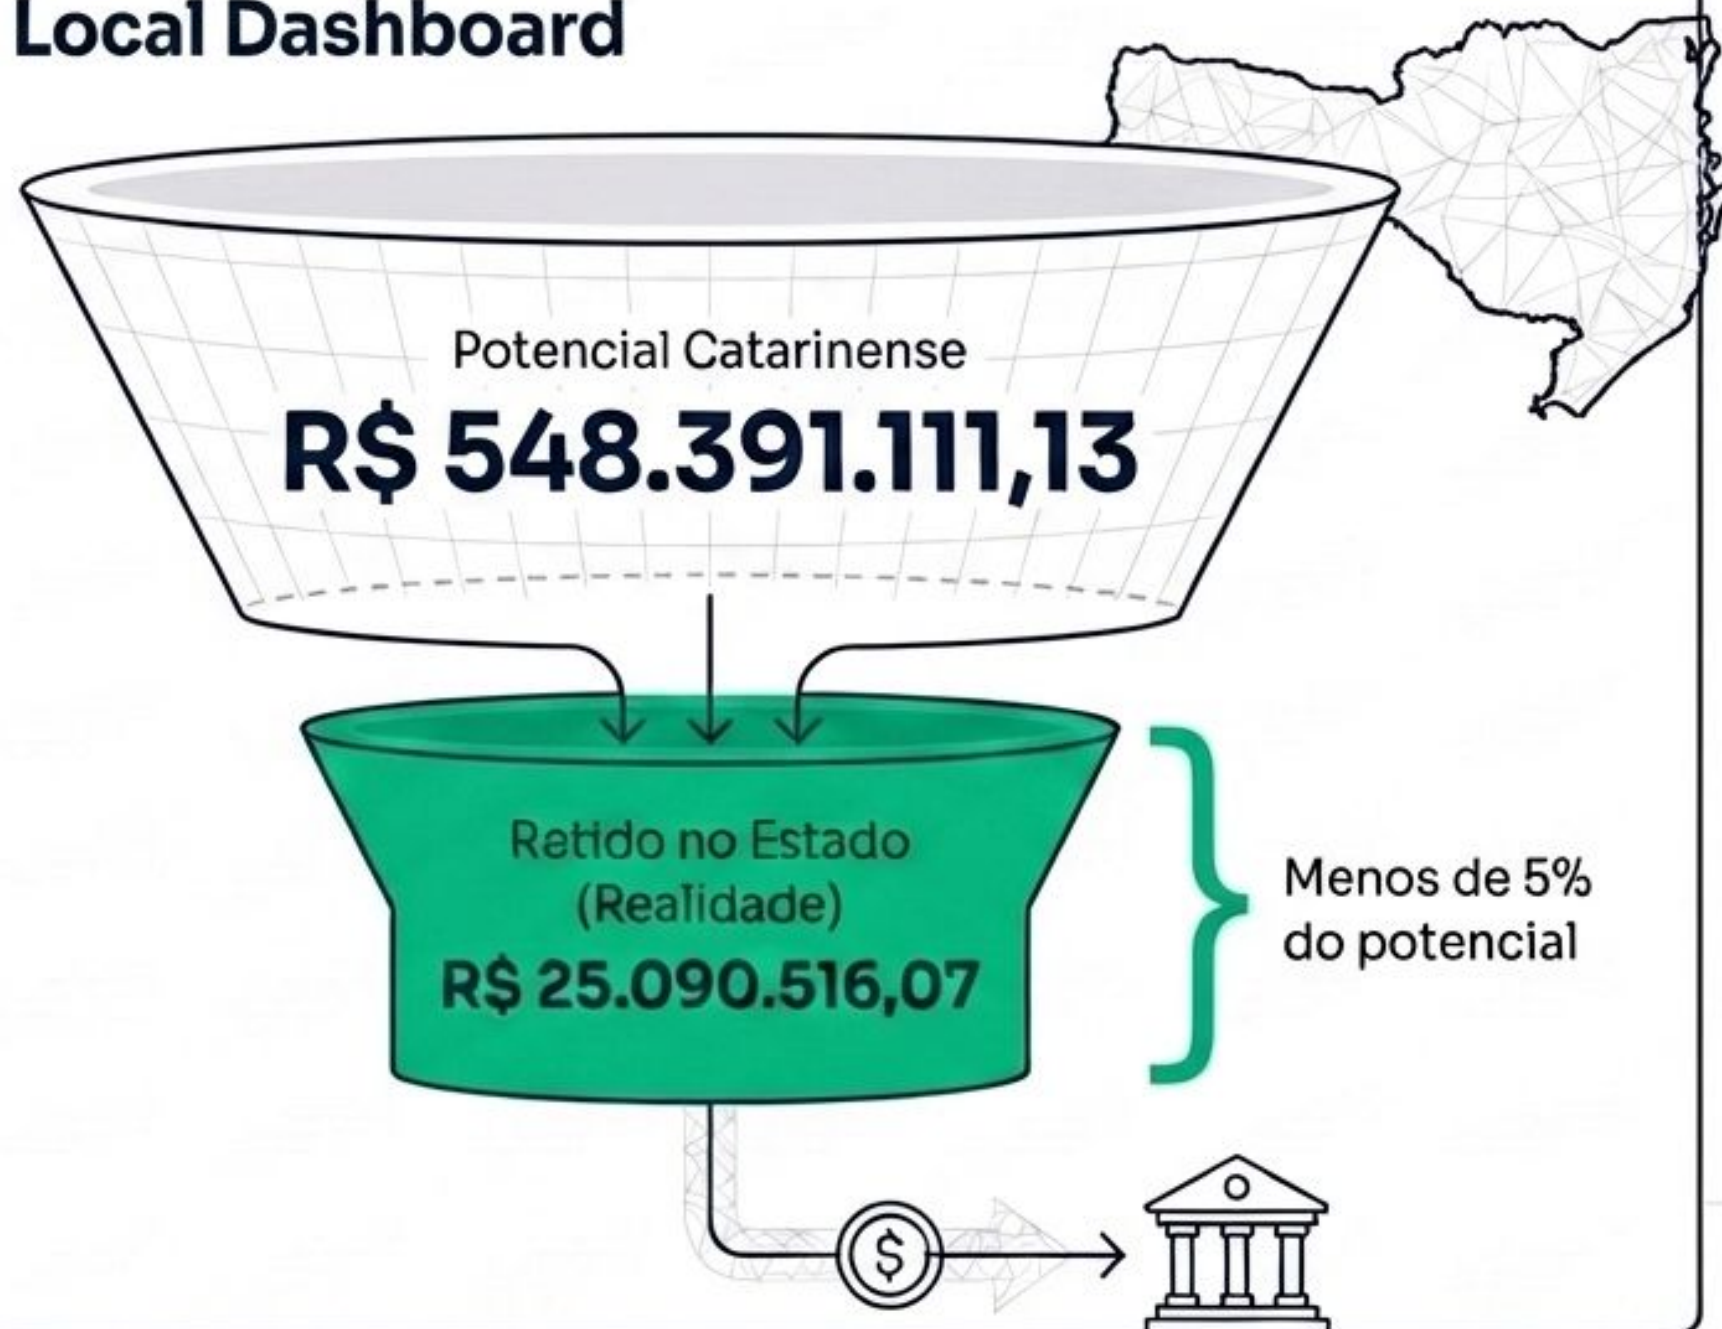 Local Dashboard
Potencial Catarinense
R$ 548.391.111,13
Retido no Estado
(Realidade)
R$ 25.090.516,07
Menos de 5%
do potencial
$